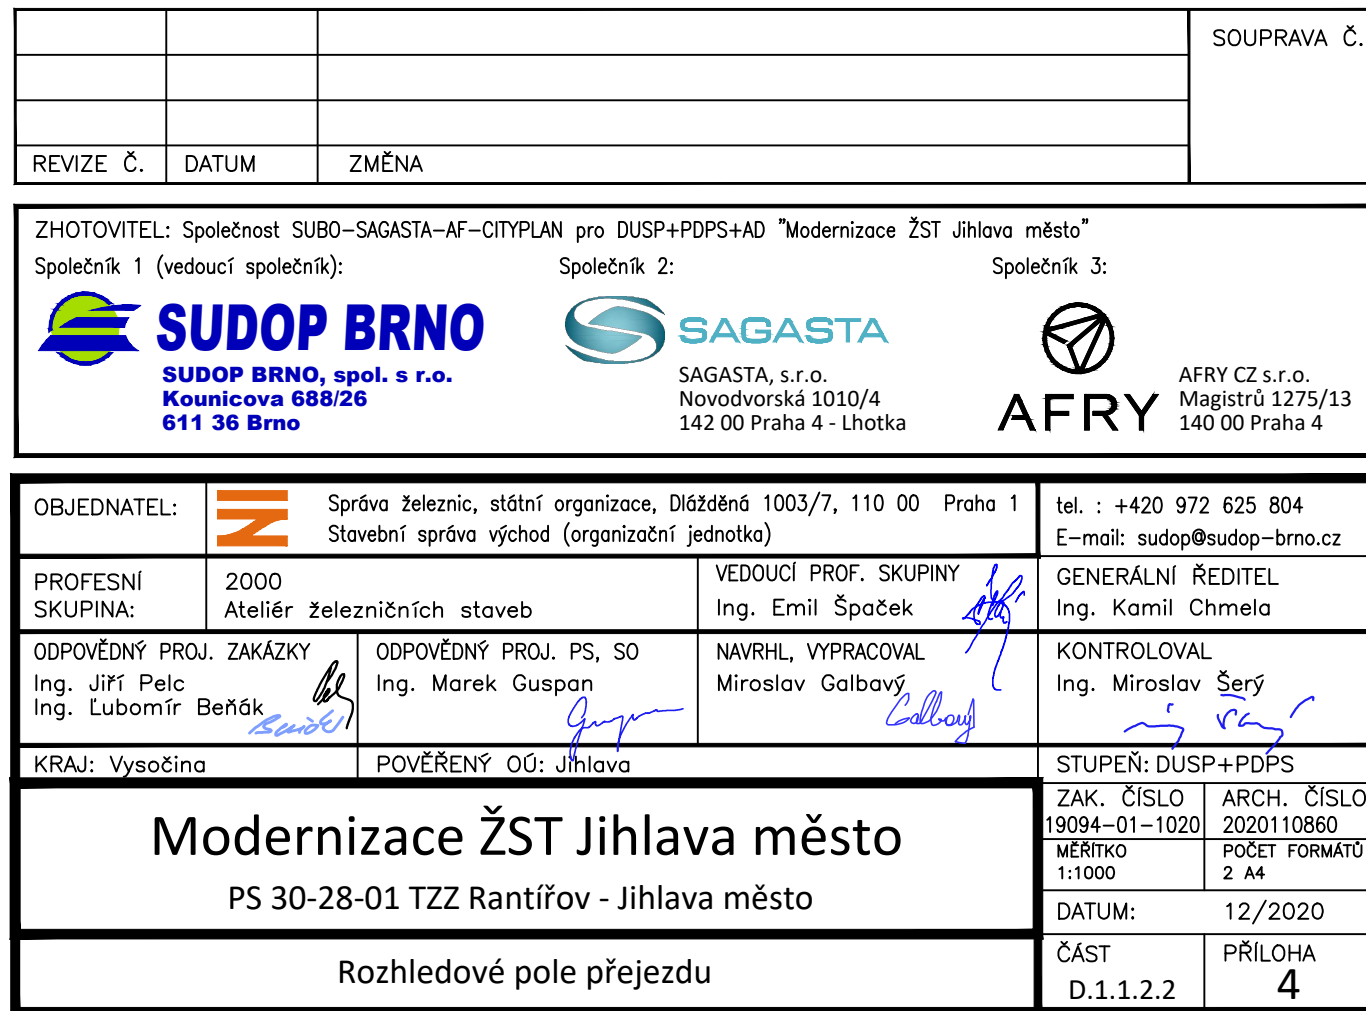 SOUPRAVA Č.
REVIZE Č. DATUM ZMĚNA
ZHOTOVITEL: Společnost SUBO-SAGASTA-AF-CITYPLAN pro DUSP+PDPS+AD "Modernizace ŽST Jihlava město"
Společník 1 (vedoucí společník): Společník 2: Společník 3:
SUDOP BRNO SAGASTA
SUDOP BRNO, spol. s r.o.
Kounicova 688/26
611 36 Brno
SAGASTA, s.r.o.
Novodvorská 1010/4
142 00 Praha 4 - Lhotka
AFRY
AFRY CZ s.r.o.
Magistrů 1275/13
140 00 Praha 4
OBJEDNATEL:
Správa železnic, státní organizace, Dlážděná 1003/7, 110 00 Praha 1
Stavební správa východ (organizační jednotka)
tel. : +420 972 625 804
E-mail: sudop@sudop-brno.cz
PROFESNÍ
SKUPINA:
2000
Ateliér železničních staveb
VEDOUCÍ PROF. SKUPINY
Ing. Emil Špaček
GENERÁLNÍ ŘEDITEL
Ing. Kamil Chmela
ODPOVĚDNÝ PROJ. ZAKÁZKY
Ing. Jiří Pelc
Ing. Ľubomír Beňák
ODPOVĚDNÝ PROJ. PS, SO
Ing. Marek Guspan
NAVRHL, VYPRACOVAL
Miroslav Galbavý
Galbavý
KONTROLOVAL
Ing. Miroslav Šerý
KRAJ: Vysočina
POVĚŘENÝ OÚ: Jihlava
STUPEŇ: DUSP+PDPS
Modernizace ŽST Jihlava město
PS 30-28-01 TZZ Rantířov - Jihlava město
Rozhledové pole přejezdu
ZAK. ČÍSLO ARCH. ČÍSLO
19094-01-1020 2020110860
MĚŘÍTKO POČET FORMÁTŮ
1:1000 2 A4
DATUM: 12/2020
ČÁST PŘÍLOHA
D.1.1.2.2 4